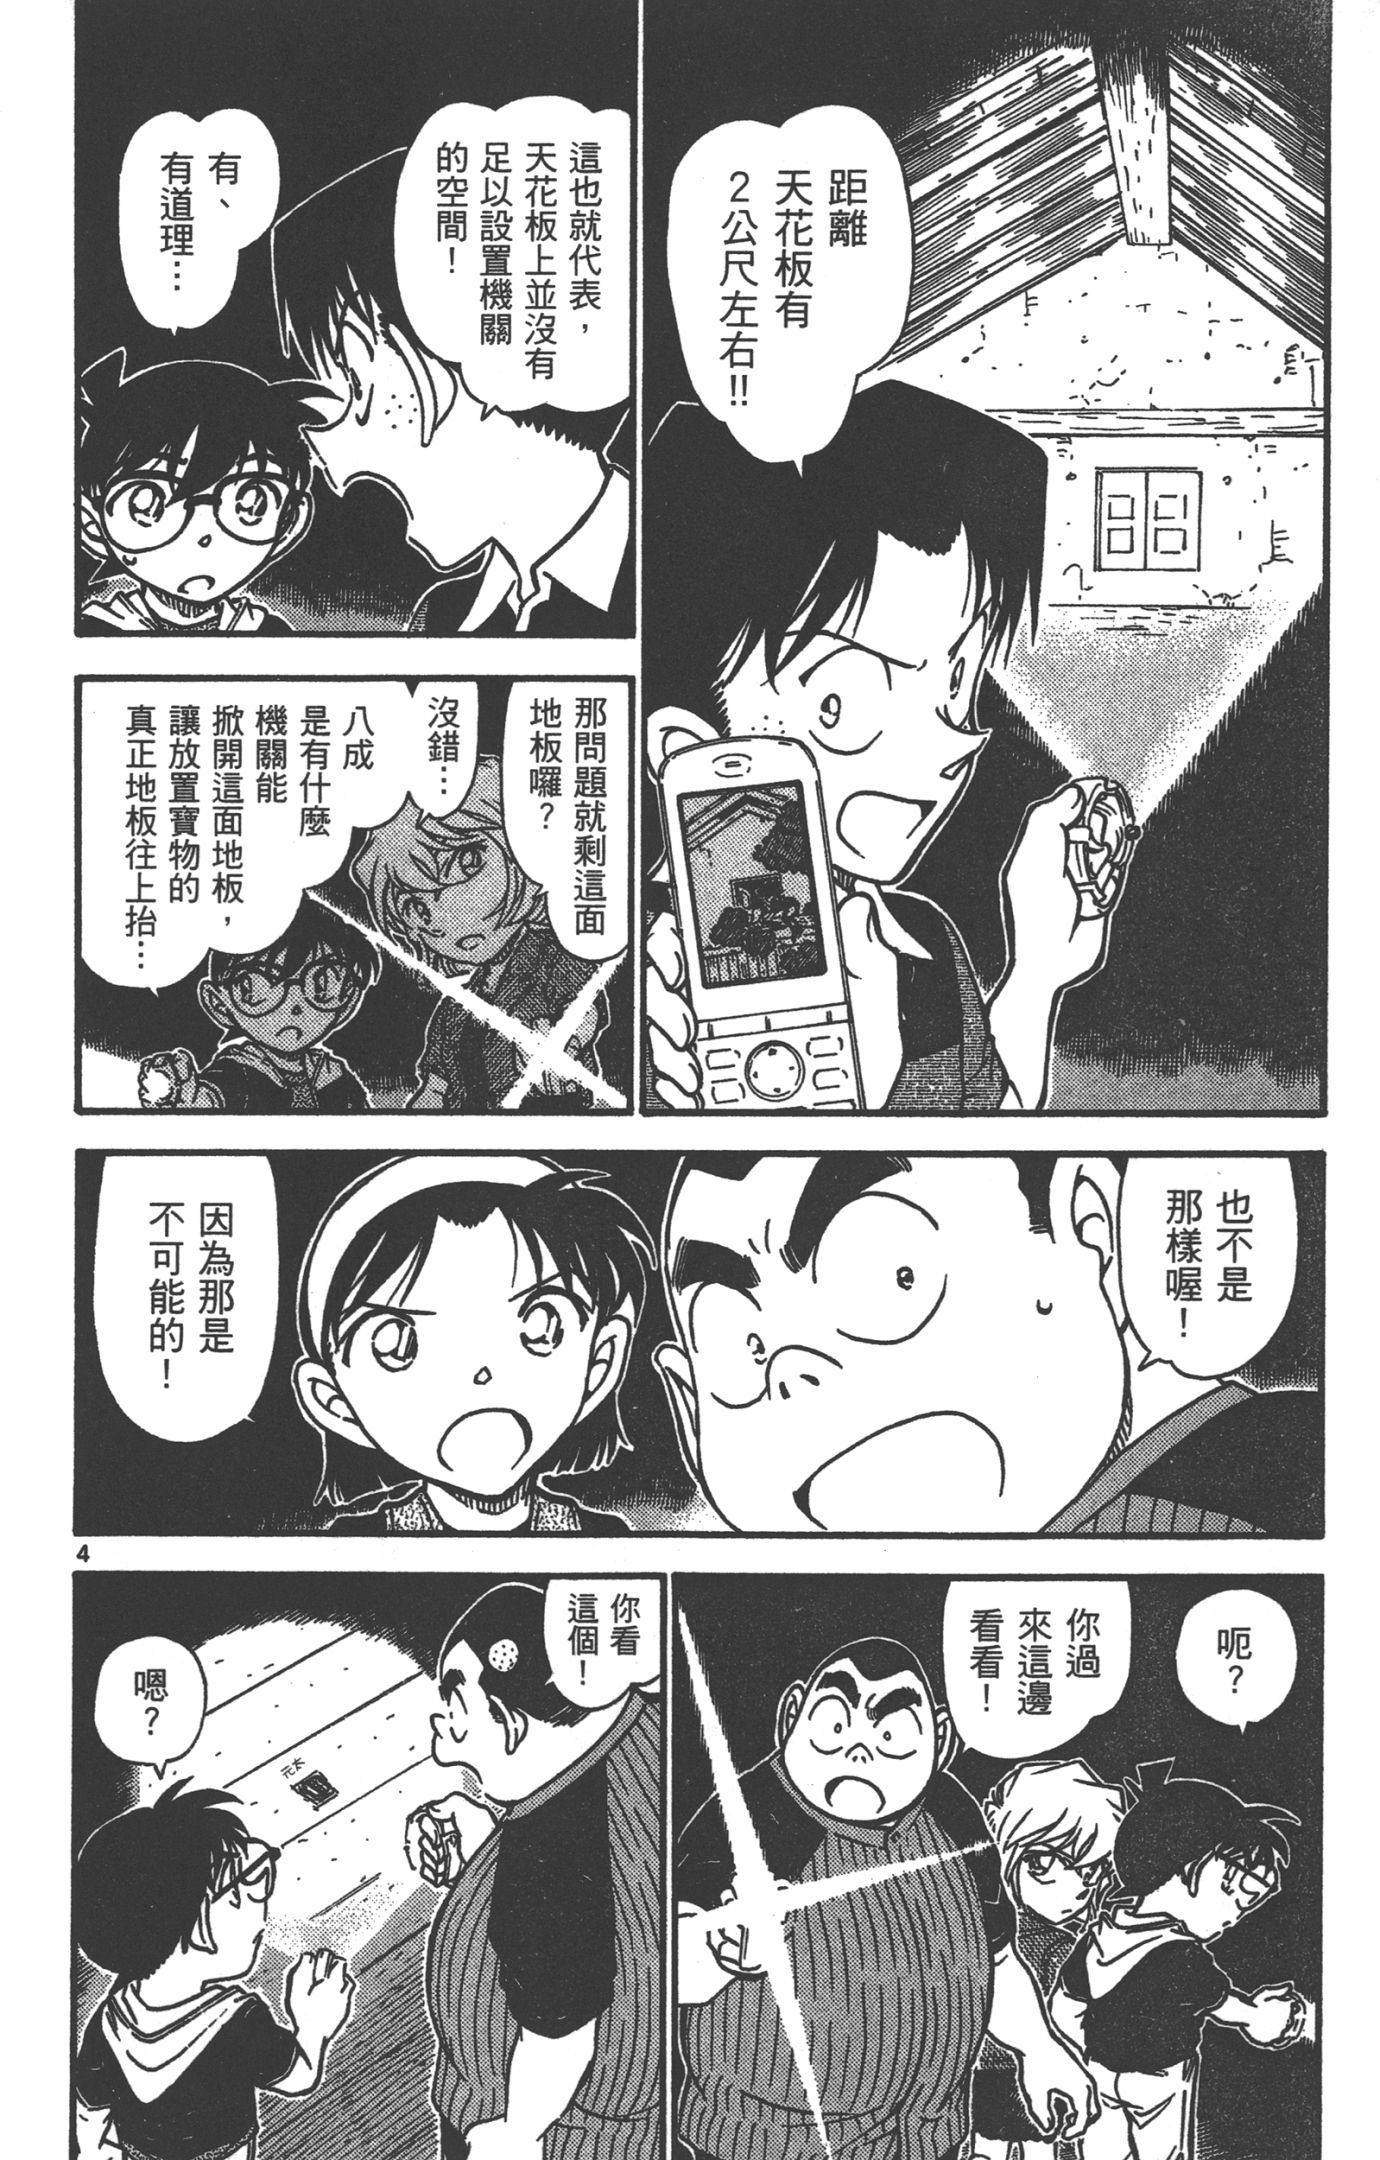 距離
天花板有
2公尺左右!!
這也就代表，
天花板上並沒有
足以設置機關
的空間！
有、
有道理…
那問題就剩這面
地板囉？
沒錯…
八成
是有什麼
機關能
掀開這面地板，
讓放置寶物的
真正地板往上抬…
也不是
那樣喔！
因為那是
不可能的！
4
呃？
你過
來這邊
看看！
你看
這個！
元太
嗯？